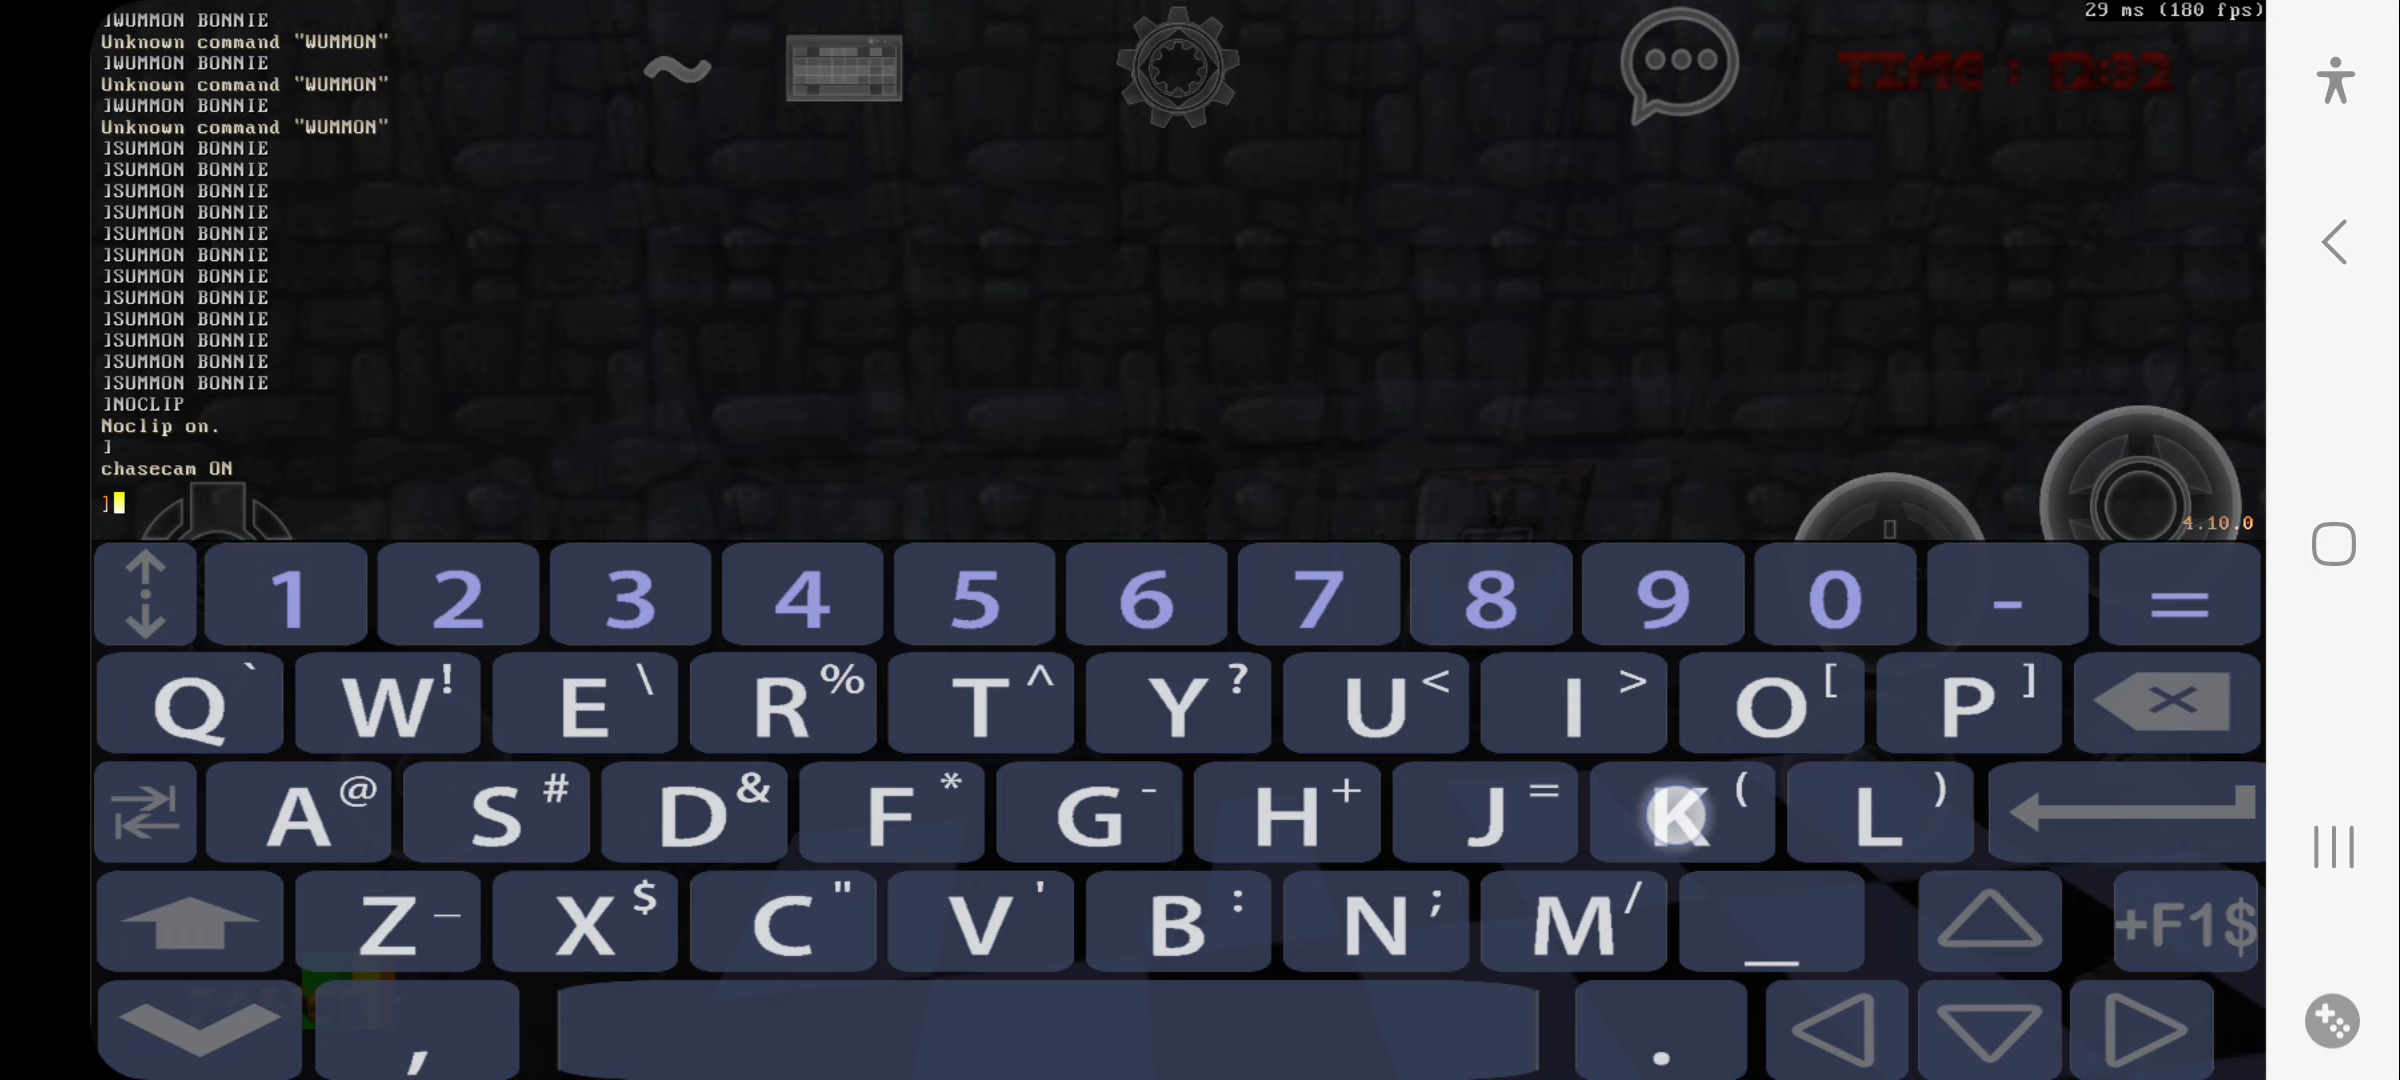 ]WUMMON BONNIE
Unknown command "WUMMON"
]WUMMON BONNIE
Unknown command "WUMMON"
]WUMMON BONNIE
Unknown command "WUMMON"
]SUMMON BONNIE
]SUMMON BONNIE
]SUMMON BONNIE
]SUMMON BONNIE
]SUMMON BONNIE
]SUMMON BONNIE
]SUMMON BONNIE
]SUMMON BONNIE
]SUMMON BONNIE
]SUMMON BONNIE
]SUMMON BONNIE
]SUMMON BONNIE
]NOCLIP
Noclip on.
]
chasecam ON
]
29 ms (180 fps)
TIME : 12:32
4.10.0
1 2 3 4 5 6 7 8 9 0 - =
Q ` W ! E \ R % T ^ Y ? U < I > O [ P ]
A @ S # D & F * G - H + J = K ( L )
Z _ X $ C " V ' B : N ; M / _ +F1$
, .